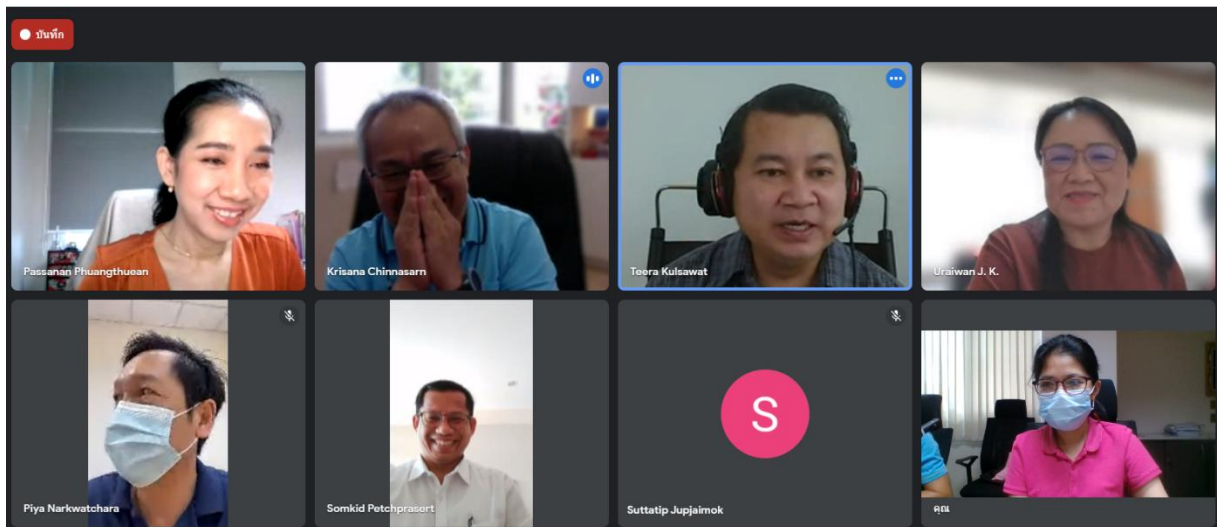 บันทึก
Passanan Phuangthuean
Krisana Chinnasarn
Teera Kulsawat
Uraiwan J. K.
Piya Narkwatchara
Somkid Petchprasert
S
Suttatip Jupjaimok
คุณ